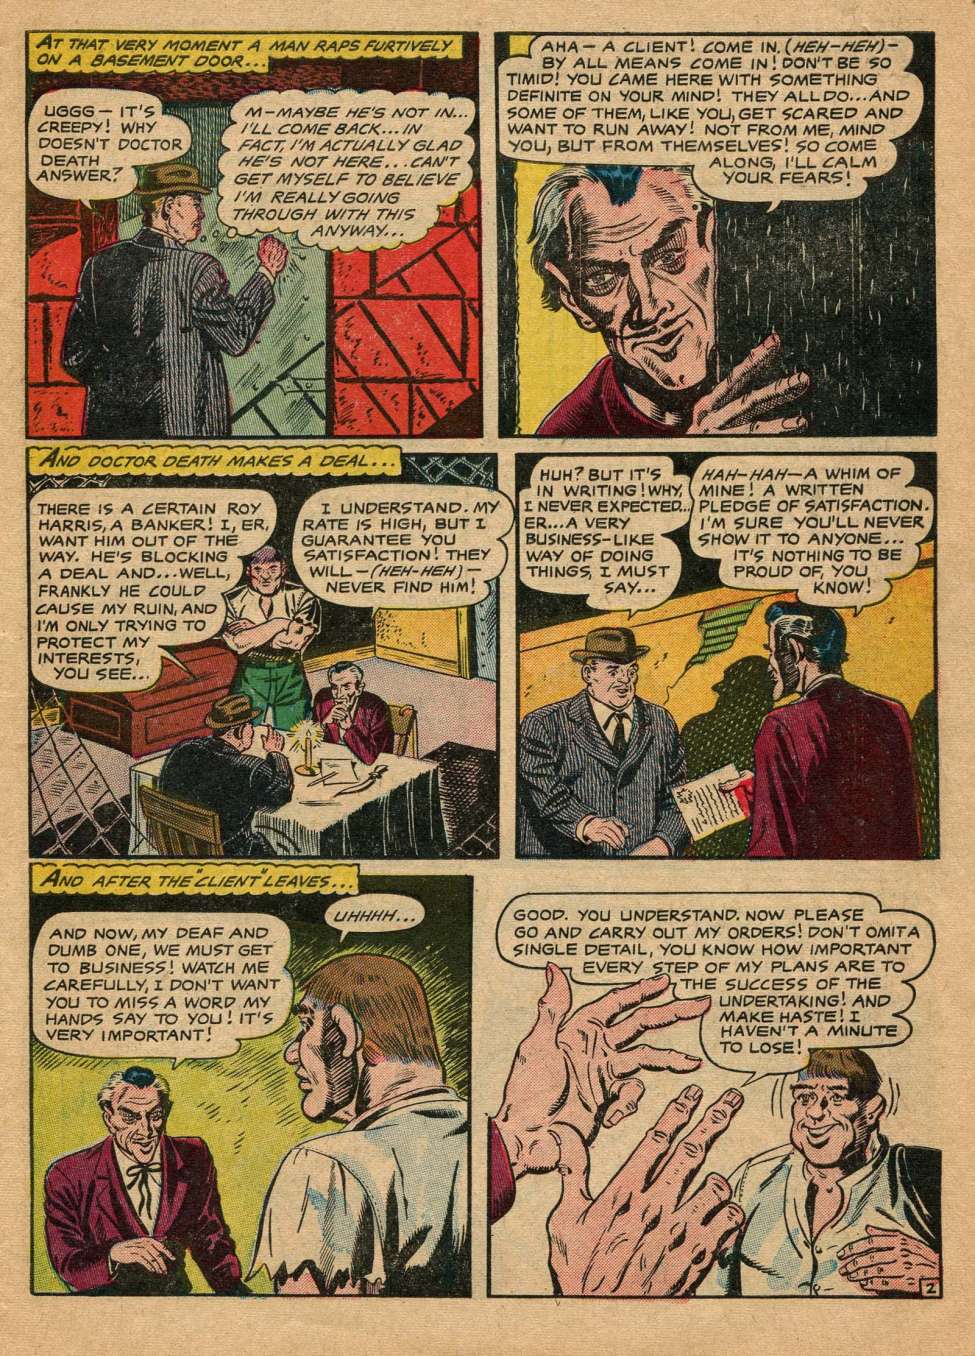 AT THAT VERY MOMENT A MAN RAPS FURTIVELY
ON A BASEMENT DOOR...
UGGG- IT'S
CREEPY! WHY
DOESN'T DOCTOR
DEATH
ANSWER?
M-MAYBE HE'S NOT IN...
I'LL COME BACK... IN
FACT, I'M ACTUALLY GLAD
HE'S NOT HERE... CAN'T
GET MYSELF TO BELIEVE
I'M REALLY GOING
THROUGH WITH THIS
ANYWAY...
AHA- A CLIENT! COME IN. (HEH-HEH)-
BY ALL MEANS COME IN! DON'T BE SO
TIMID! YOU CAME HERE WITH SOMETHING
DEFINITE ON YOUR MIND! THEY ALL DO...AND
SOME OF THEM, LIKE YOU, GET SCARED AND
WANT TO RUN AWAY! NOT FROM ME, MIND
YOU, BUT FROM THEMSELVES! SO COME
ALONG, I'LL CALM
YOUR FEARS!
AND DOCTOR DEATH MAKES A DEAL...
THERE IS A CERTAIN ROY
HARRIS, A BANKER! I, ER,
WANT HIM OUT OF THE
WAY. HE'S BLOCKING
A DEAL AND...WELL,
FRANKLY HE COULD
CAUSE MY RUIN, AND
I'M ONLY TRYING TO
PROTECT MY
INTERESTS,
YOU SEE...
I UNDERSTAND. MY
RATE IS HIGH, BUT I
GUARANTEE YOU
SATISFACTION! THEY
WILL-(HEH-HEH)-
NEVER FIND HIM!
HUH? BUT IT'S
IN WRITING! WHY,
I NEVER EXPECTED...
ER...A VERY
BUSINESS-LIKE
WAY OF DOING
THINGS, I MUST
SAY...
HAH-HAH- A WHIM OF
MINE! A WRITTEN
PLEDGE OF SATISFACTION.
I'M SURE YOU'LL NEVER
SHOW IT TO ANYONE...
IT'S NOTHING TO BE
PROUD OF, YOU
KNOW!
AND AFTER THE "CLIENT" LEAVES...
AND NOW, MY DEAF AND
DUMB ONE, WE MUST GET
TO BUSINESS! WATCH ME
CAREFULLY, I DON'T WANT
YOU TO MISS A WORD MY
HANDS SAY TO YOU! IT'S
VERY IMPORTANT!
UHHHH...
GOOD. YOU UNDERSTAND. NOW PLEASE
GO AND CARRY OUT MY ORDERS! DON'T OMIT A
SINGLE DETAIL, YOU KNOW HOW IMPORTANT
EVERY STEP OF MY PLANS ARE TO
THE SUCCESS OF THE
UNDERTAKING! AND
MAKE HASTE! I
HAVEN'T A MINUTE
TO LOSE!
2